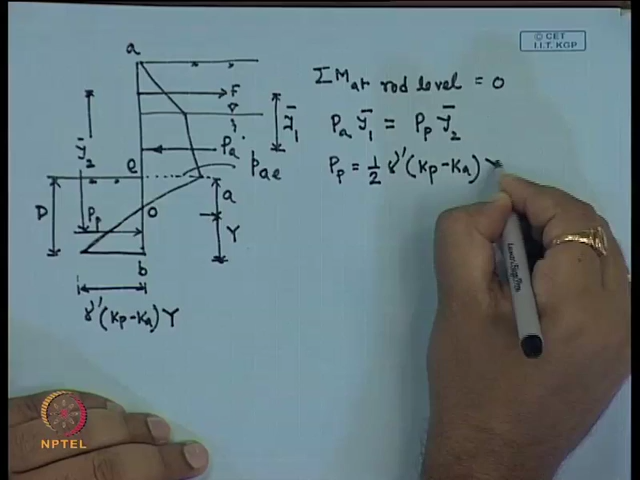 © CET
I.I.T. KGP
a
F
ȳ₁
ȳ₂
Pa
e
pae
D
Pp
o
a
Y
b
γ'(Kp-Ka)Y
ΣM at rod level = 0
Pa ȳ₁ = Pp ȳ₂
Pp = 1/2 γ'(Kp-Ka)
NPTEL